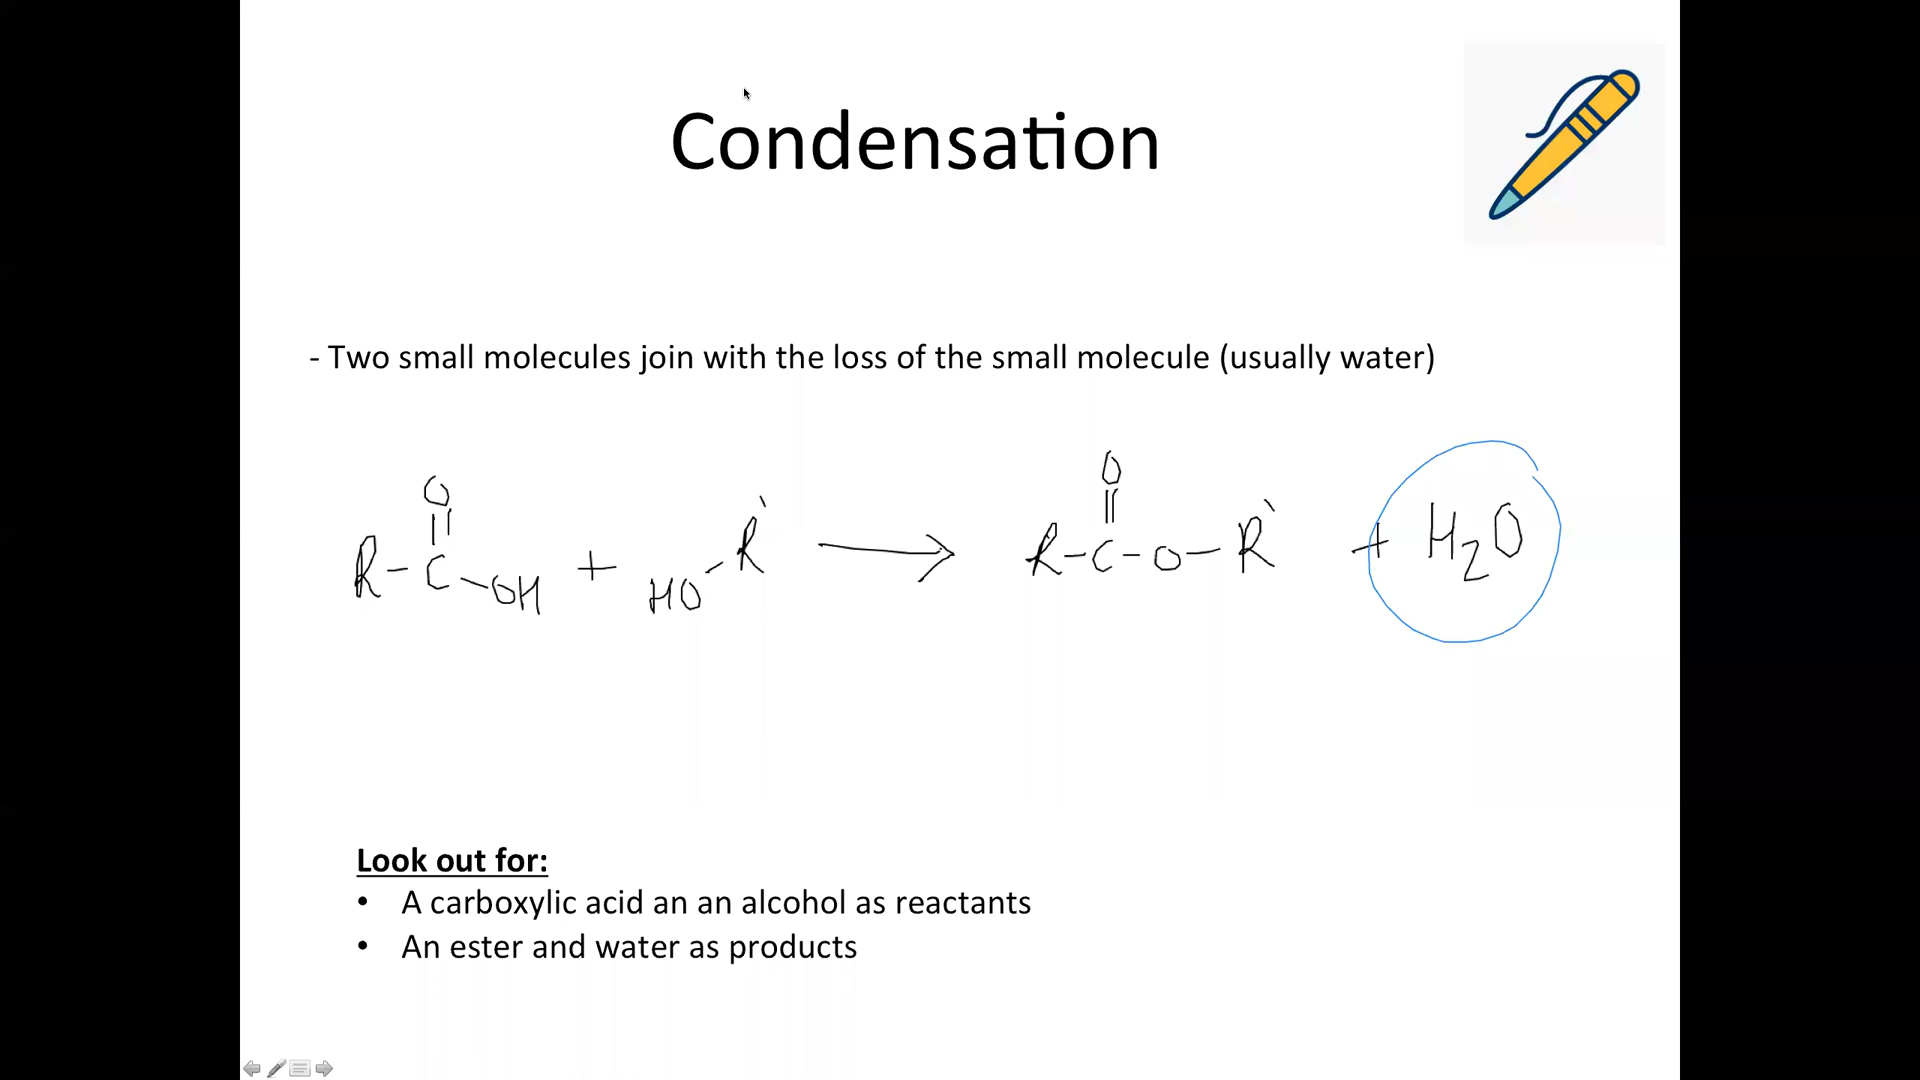 Condensation
- Two small molecules join with the loss of the small molecule (usually water)
O O
R-C-OH + HO-R` → R-C-O-R` + H2O
Look out for:
• A carboxylic acid an an alcohol as reactants
• An ester and water as products